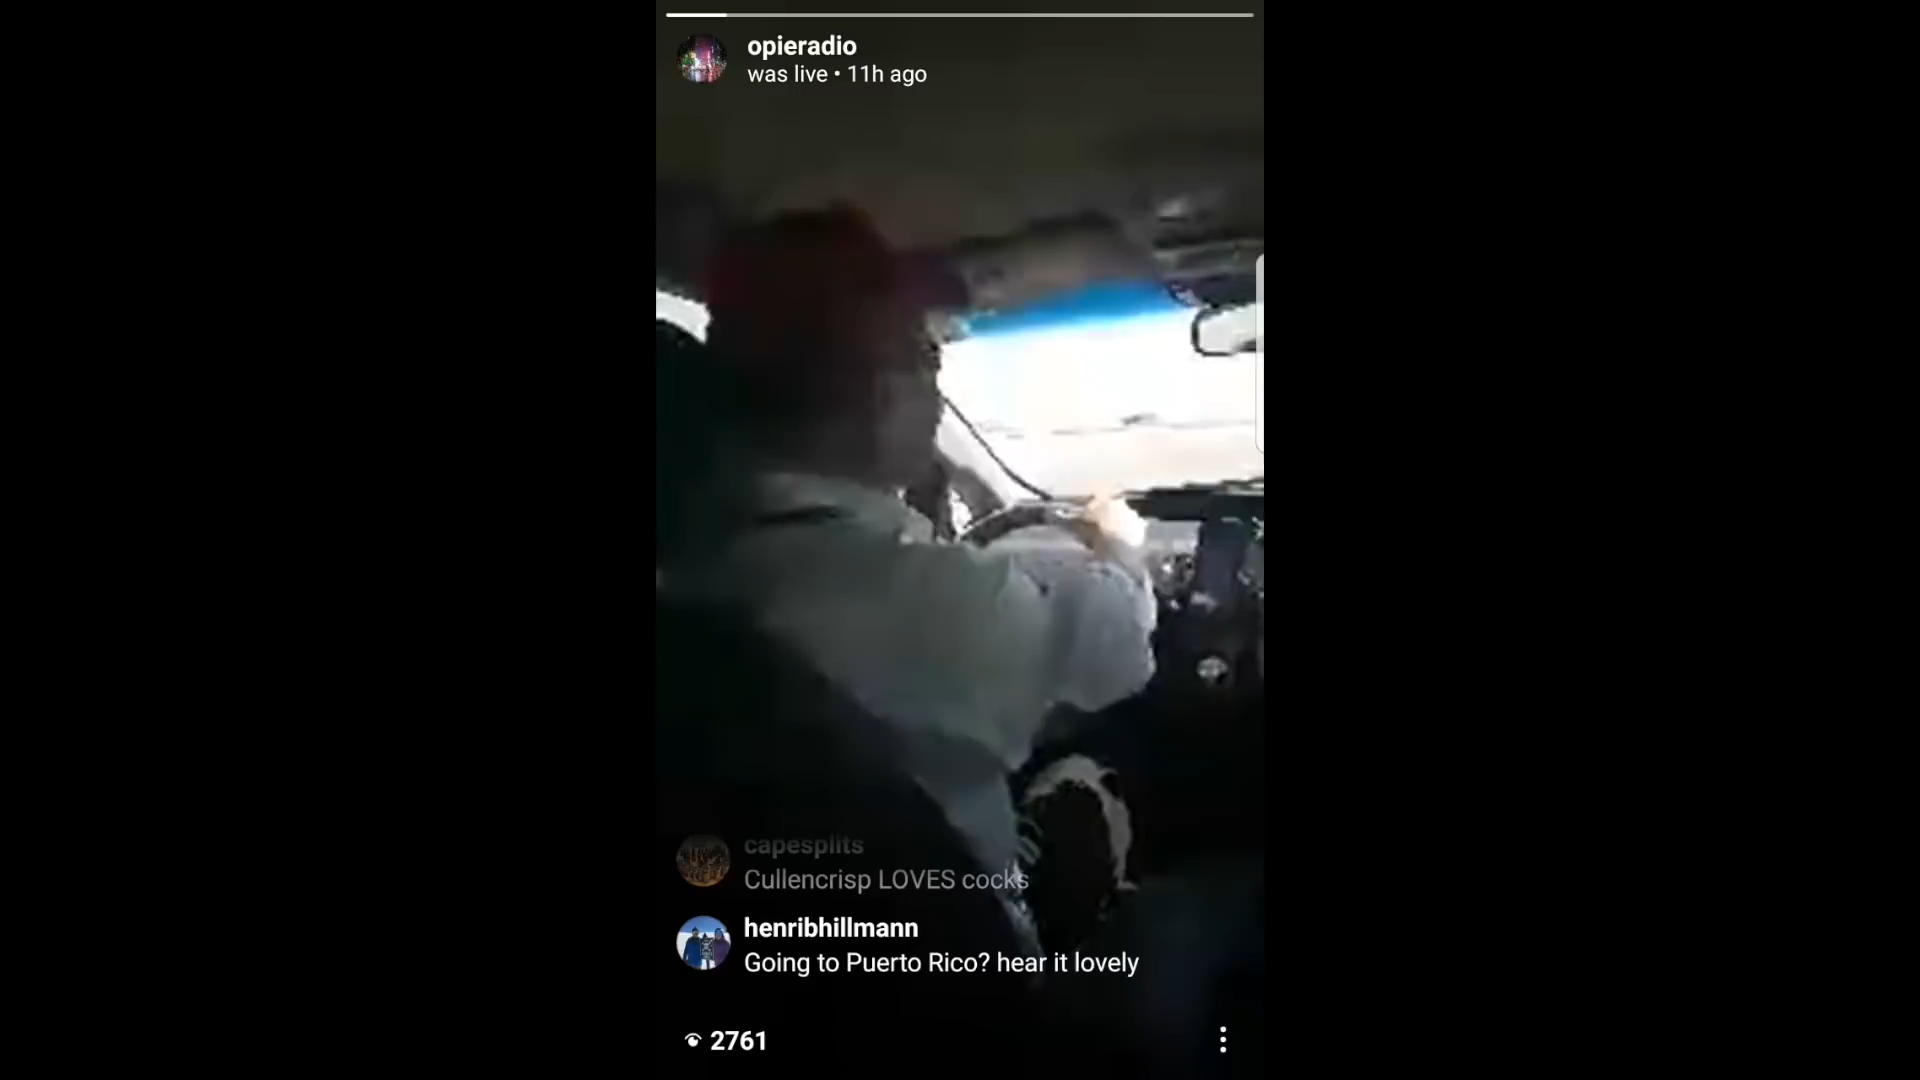 opieradio
was live • 11h ago
capesplits
Cullencrisp LOVES cocks
henribhillmann
Going to Puerto Rico? hear it lovely
2761